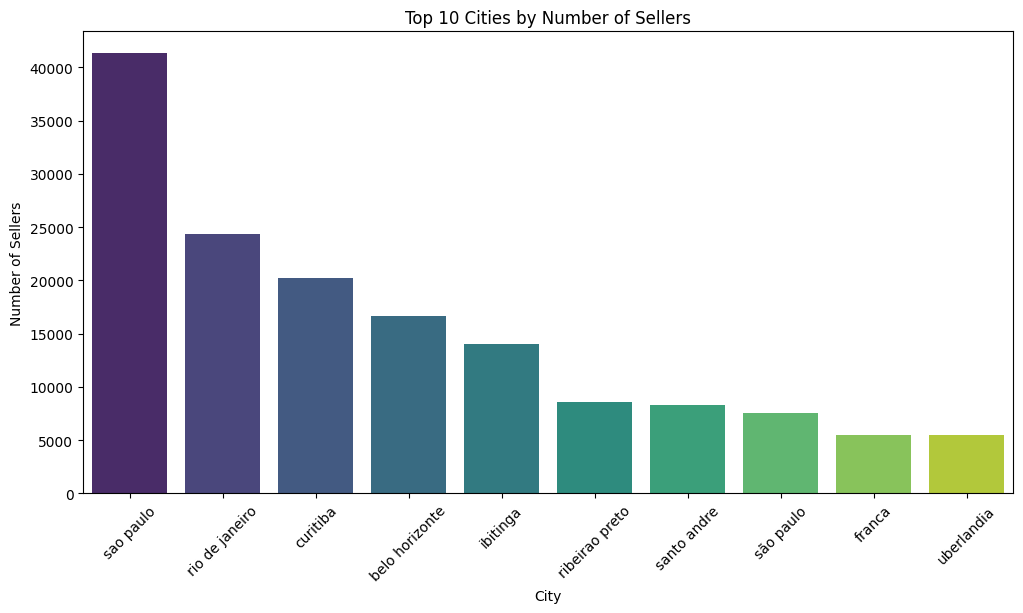 Top 10 Cities by Number of Sellers
Number of Sellers
40000
35000
30000
25000
20000
15000
10000
5000
0
sao paulo
rio de janeiro
curitiba
belo horizonte
ibitinga
ribeirao preto
santo andre
são paulo
franca
uberlandia
City